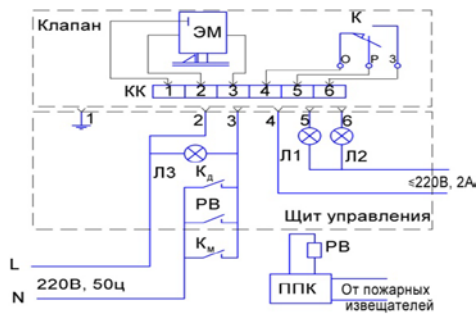 Клапан
ЭМ
К
О Р З
КК 1 2 3 4 5 6
1 2 3 4 5 6
Л3
Кд
РВ
Км
Л1
Л2
≤220В, 2А
Щит управления
L
220В, 50ц
N
РВ
ППК
От пожарных
извещателей